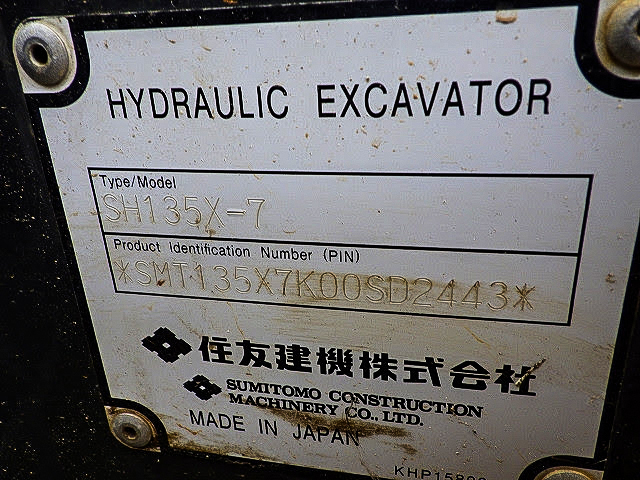 HYDRAULIC EXCAVATOR
Type/Model
SH135X-7
Product Identification Number (PIN)
*SMT135X7K00SD2443*
住友建機株式会社
SUMITOMO CONSTRUCTION
MACHINERY CO., LTD.
MADE IN JAPAN